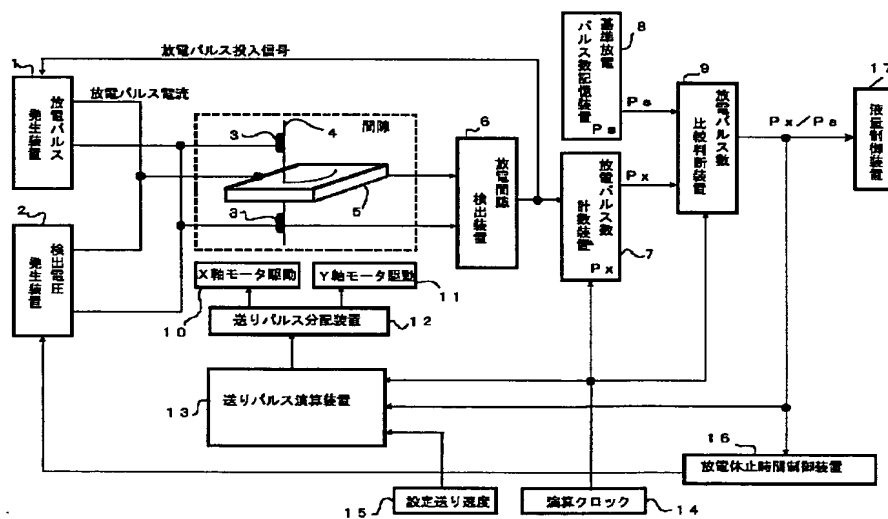 放電パルス投入信号
1
放電パルス
発生装置
放電パルス電流
2
検出電圧
発生装置
3
4
間隙
5
3
6
放電間隙
検出装置
8
基準放電
パルス数記憶装置
Ps
Ps
9
放電パルス数
比較判断装置
Px/Ps
17
液量制御装置
放電パルス数
計数装置
Px
Px
7
X軸モータ駆動
Y軸モータ駆動
10
11
送りパルス分配装置
12
13
送りパルス演算装置
16
放電休止時間制御装置
15
設定送り速度
演算クロック
14